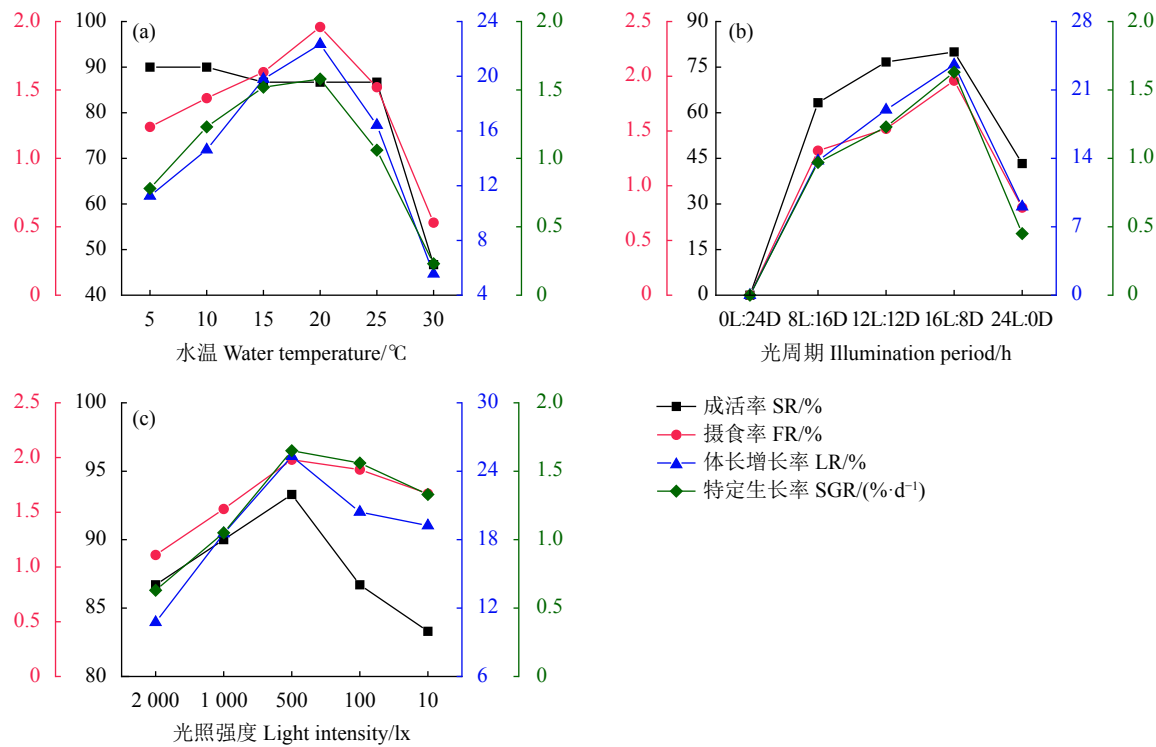 (a)
2.0 100 24 2.0
90 20
1.5 1.5
80 16
1.0 70 1.0
12
60
0.5 0.5
50 8
0 40 4 0
5 10 15 20 25 30
水温 Water temperature/℃
(b)
2.5 90 28 2.0
2.0 75 21 1.5
60
1.5
45 14 1.0
1.0
30
0.5 15 7 0.5
0 0 0 0
0L:24D 8L:16D 12L:12D 16L:8D 24L:0D
光周期 Illumination period/h
(c)
2.5 100 30 2.0
2.0 95 24 1.5
1.5
90 18 1.0
1.0
85 12 0.5
0.5
0 80 6 0
2 000 1 000 500 100 10
光照强度 Light intensity/lx
成活率 SR/%
摄食率 FR/%
体长增长率 LR/%
特定生长率 SGR/(%·d⁻¹)